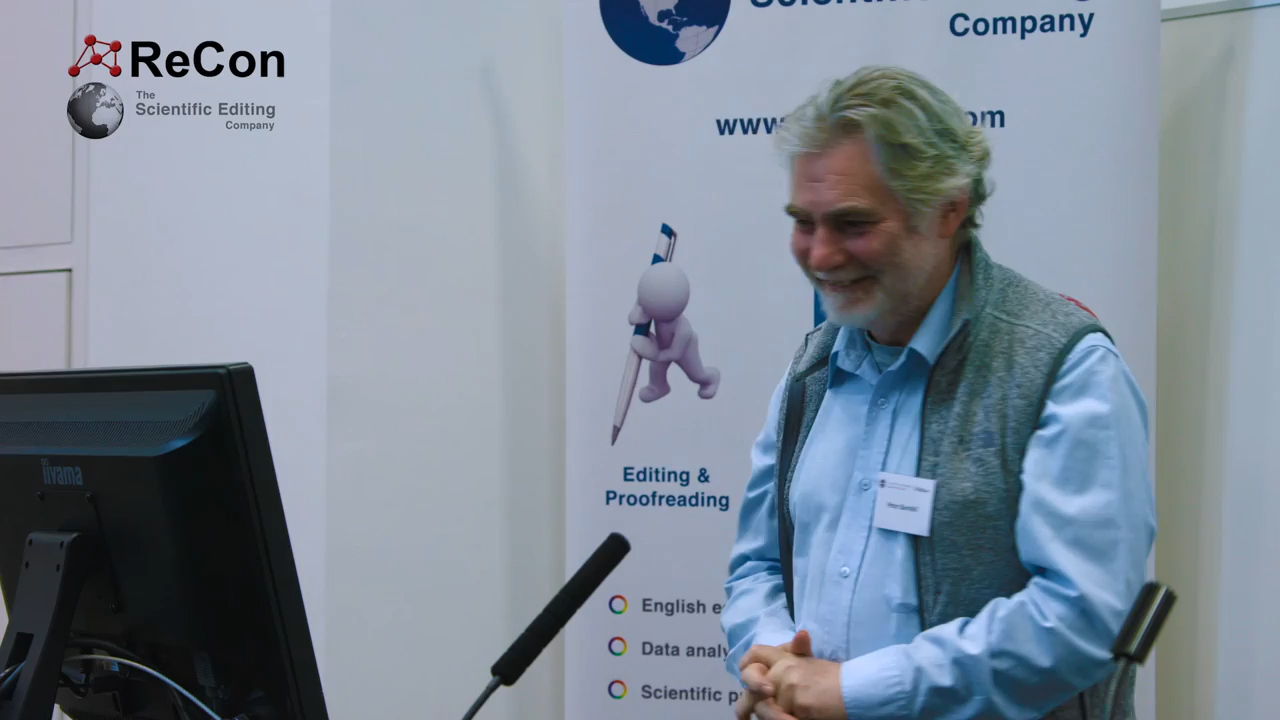 ReCon
The
Scientific Editing
Company
Company
www
om
Editing &
Proofreading
English e
Data analy
Scientific p
iiyama